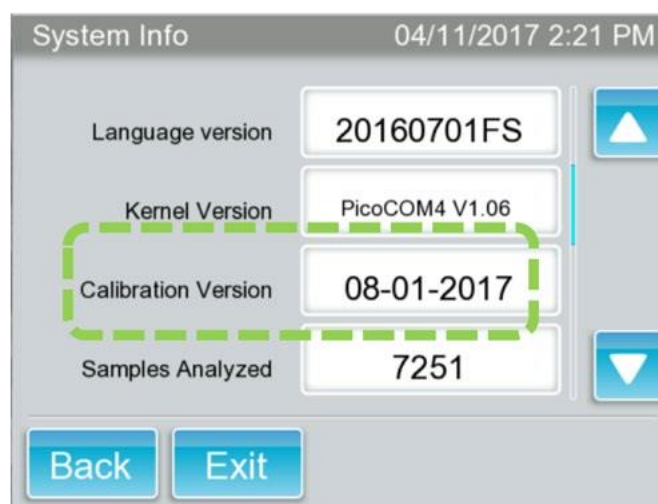 System Info 04/11/2017 2:21 PM
Language version 20160701FS
Kernel Version PicoCOM4 V1.06
Calibration Version 08-01-2017
Samples Analyzed 7251
Back Exit